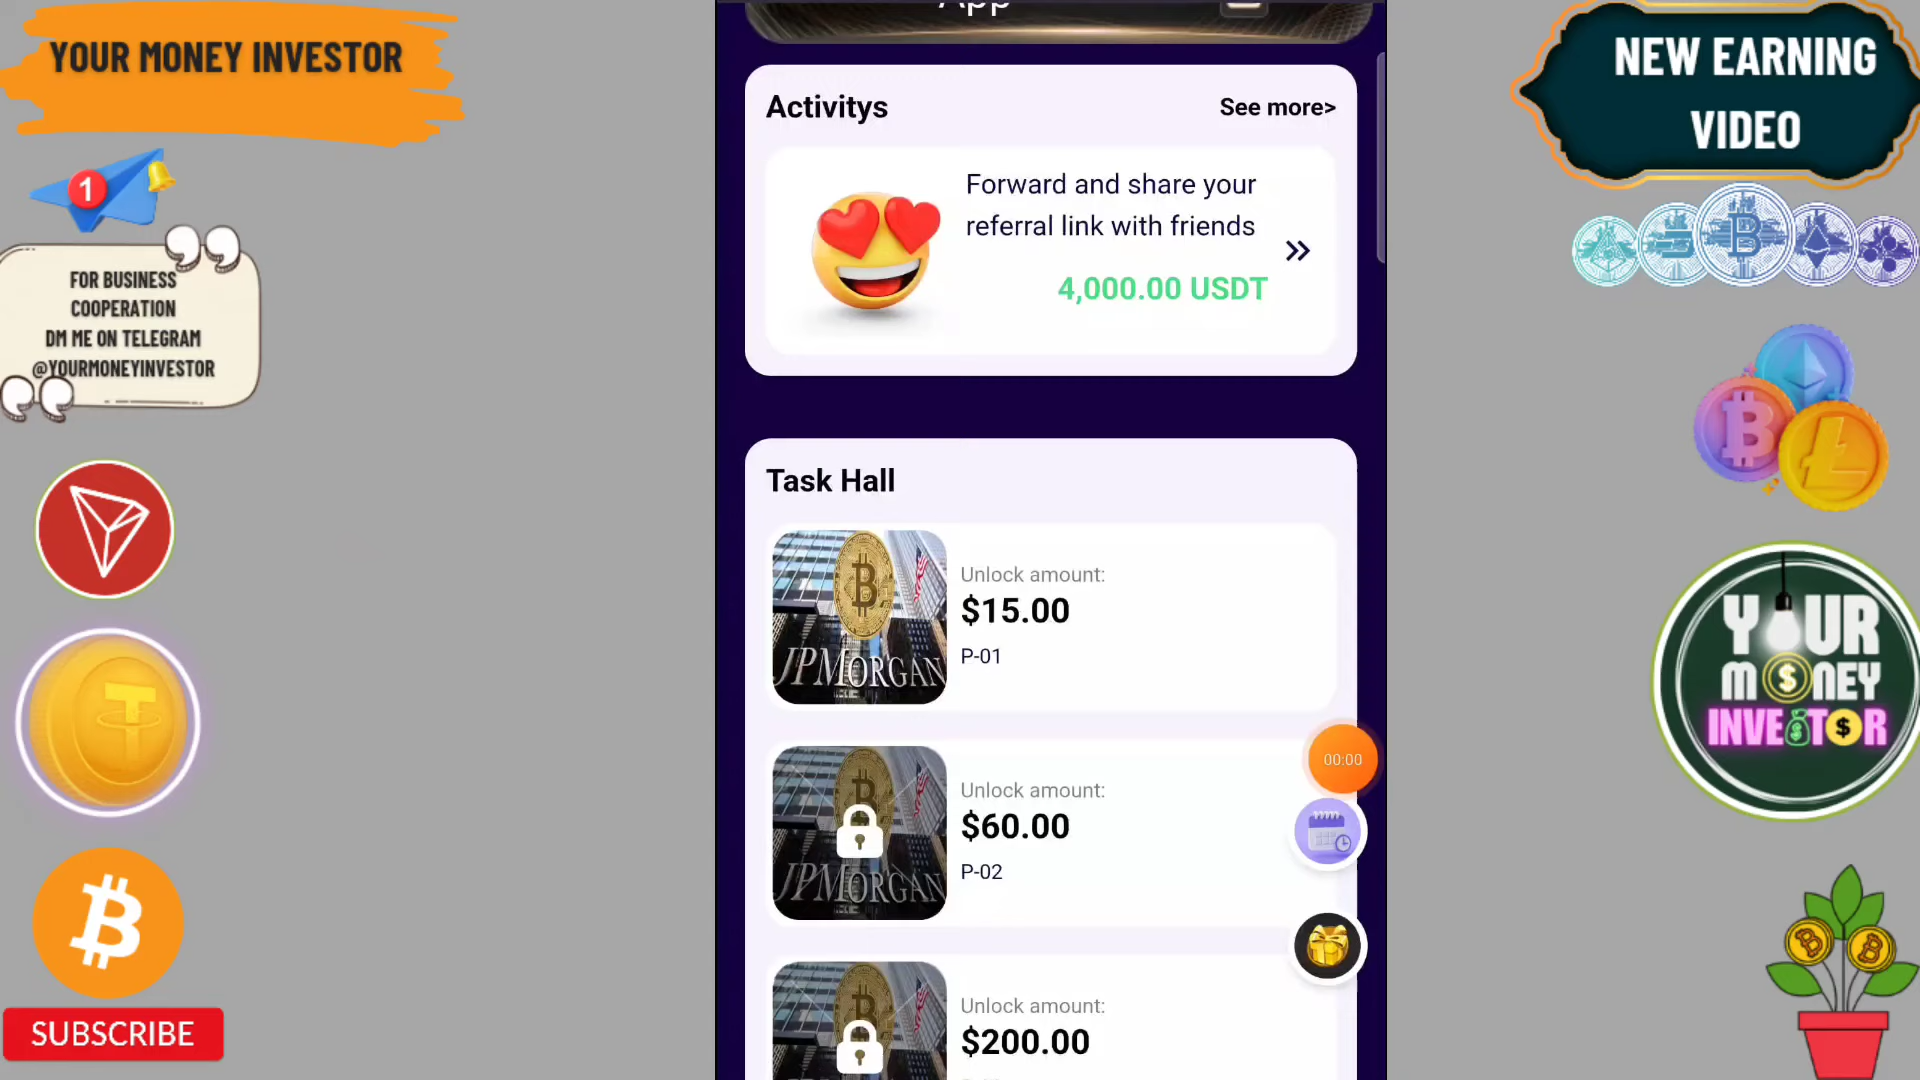 YOUR MONEY INVESTOR
1
FOR BUSINESS
COOPERATION
DM ME ON TELEGRAM
@YOURMONEYINVESTOR
SUBSCRIBE
App
Activitys
See more>
Forward and share your
referral link with friends
4,000.00 USDT
Task Hall
JPMORGAN
Unlock amount:
$15.00
P-01
JPMORGAN
Unlock amount:
$60.00
P-02
00:00
Unlock amount:
$200.00
NEW EARNING
VIDEO
YOUR
MONEY
INVESTOR